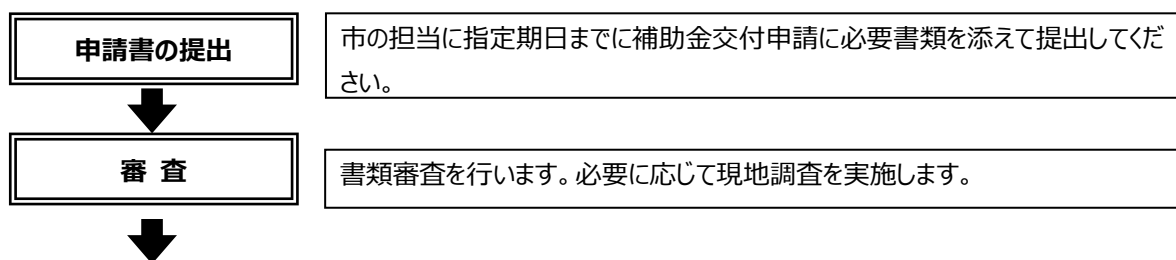 申請書の提出
市の担当に指定期日までに補助金交付申請に必要書類を添えて提出してくだ
さい。
審 査
書類審査を行います。必要に応じて現地調査を実施します。